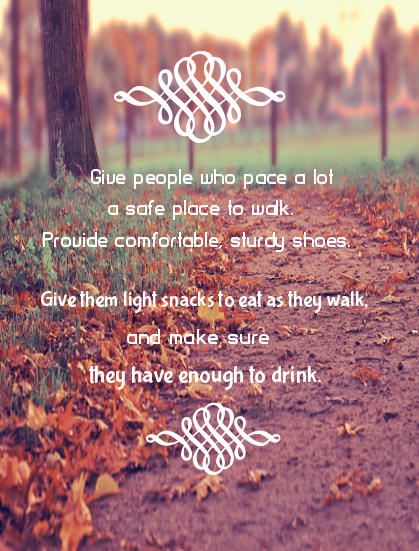 Give people who pace a lot
a safe place to walk.
Provide comfortable, sturdy shoes.
Give them light snacks to eat as they walk,
and make sure
they have enough to drink.